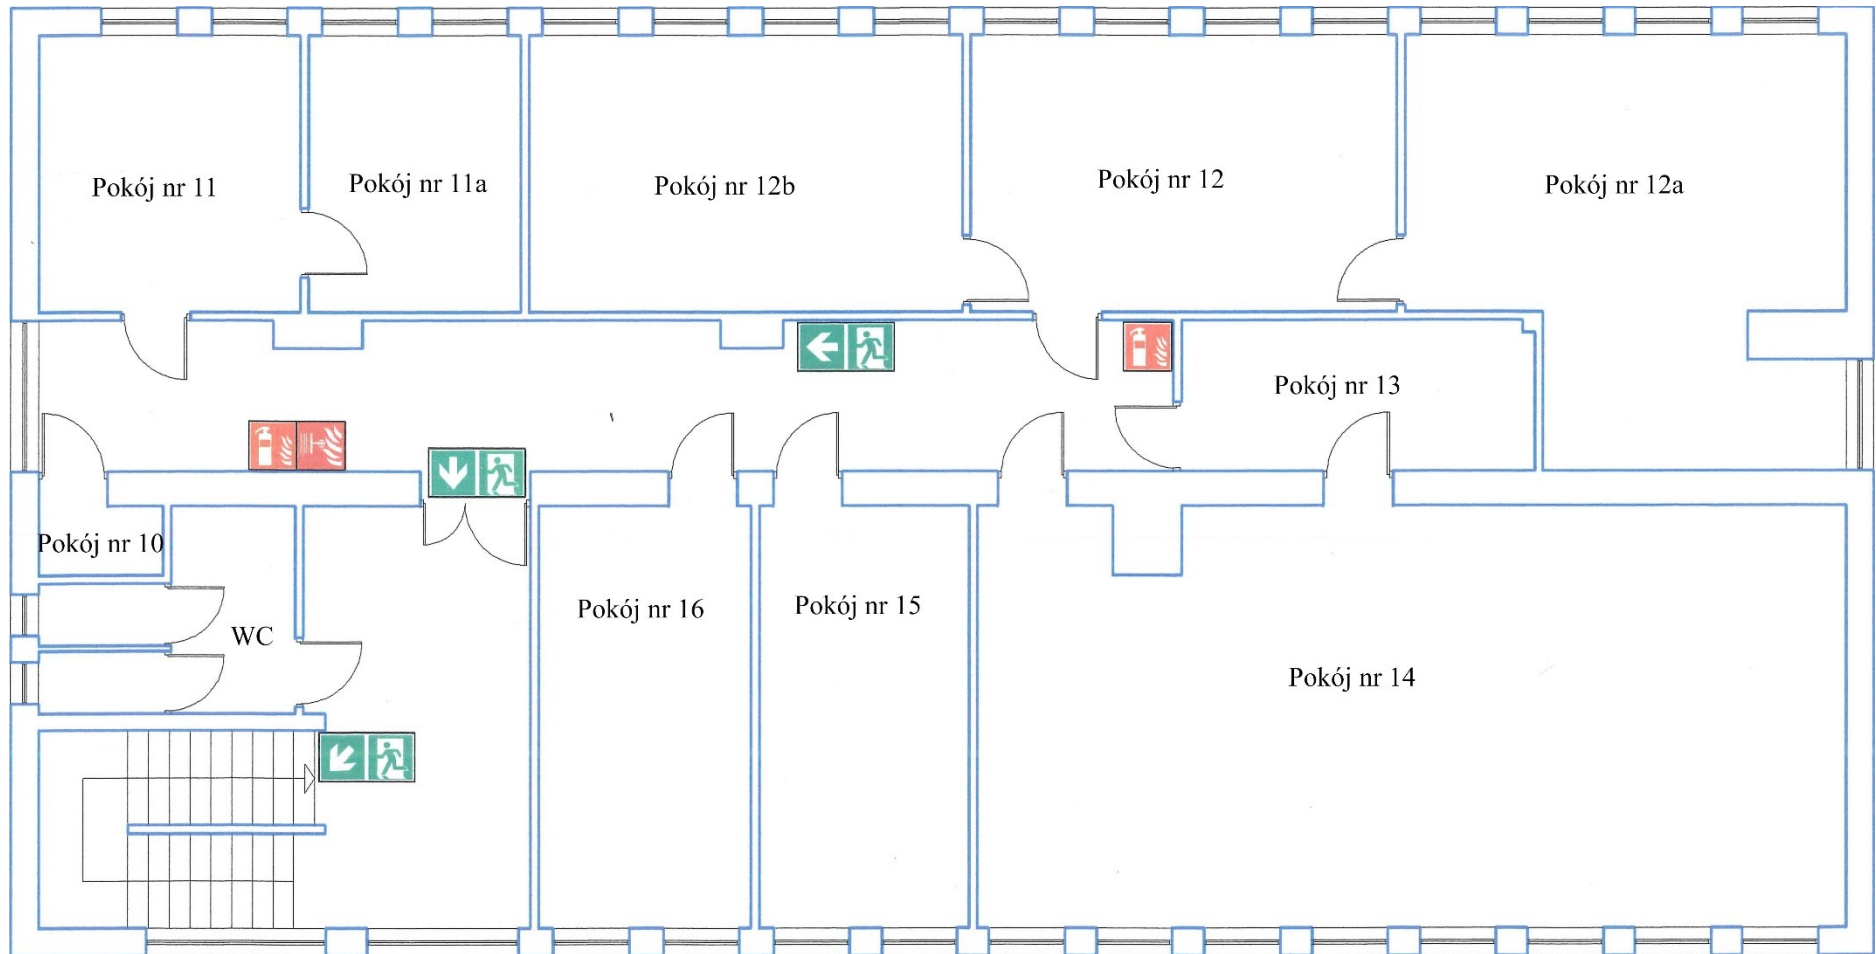 Pokój nr 11
Pokój nr 11a
Pokój nr 12b
Pokój nr 12
Pokój nr 12a
Pokój nr 13
Pokój nr 10
WC
Pokój nr 16
Pokój nr 15
Pokój nr 14